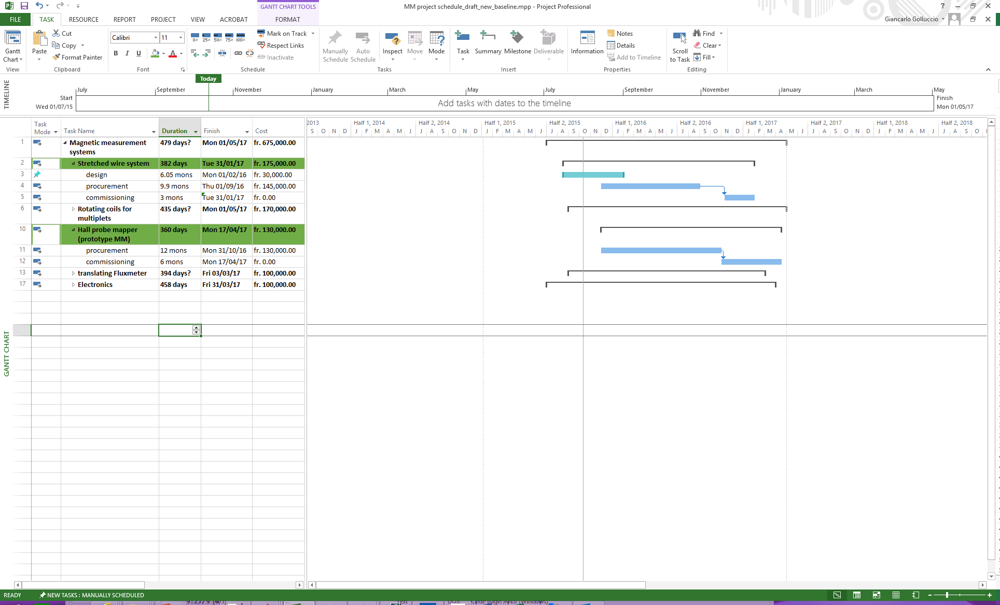 GANTT CHART TOOLS
MM project schedule_draft_new_baseline.mpp - Project Professional
FILE TASK RESOURCE REPORT PROJECT VIEW ACROBAT FORMAT
Giancarlo Golluccio
Gantt Chart
View
Paste
Cut
Copy
Format Painter
Clipboard
Calibri 11
B I U A
Font
0% 25% 50% 75% 100%
Mark on Track
Respect Links
Inactivate
Schedule
Manually Schedule
Auto Schedule
Inspect
Move
Mode
Tasks
Task
Summary
Milestone
Deliverable
Insert
Information
Notes
Details
Add to Timeline
Properties
Scroll to Task
Find
Clear
Fill
Editing
TIMELINE
Today
July September November January March May July September November January March May
Start
Wed 01/07/15
Add tasks with dates to the timeline
Finish
Mon 01/05/17
GANTT CHART
Task Mode Task Name Duration Finish Cost
2013 Half 1, 2014 Half 2, 2014 Half 1, 2015 Half 2, 2015 Half 1, 2016 Half 2, 2016 Half 1, 2017 Half 2, 2017 Half 1, 2018 Half 2, 2018
S O N D J F M A M J J A S O N D J F M A M J J A S O N D J F M A M J J A S O N D J F M A M J J A S O N D J F M A M J J A S O
1 Magnetic measurement systems 479 days? Mon 01/05/17 fr. 675,000.00
2 Stretched wire system 382 days Tue 31/01/17 fr. 175,000.00
3 design 6.05 mons Mon 01/02/16 fr. 30,000.00
4 procurement 9.9 mons Thu 01/09/16 fr. 145,000.00
5 commissioning 3 mons Tue 31/01/17 fr. 0.00
6 Rotating coils for multiplets 435 days? Mon 01/05/17 fr. 170,000.00
10 Hall probe mapper (prototype MM) 360 days Mon 17/04/17 fr. 130,000.00
11 procurement 12 mons Mon 31/10/16 fr. 130,000.00
12 commissioning 6 mons Mon 17/04/17 fr. 0.00
13 translating Fluxmeter 394 days? Fri 03/03/17 fr. 100,000.00
17 Electronics 458 days Fri 31/03/17 fr. 100,000.00
READY NEW TASKS : MANUALLY SCHEDULED